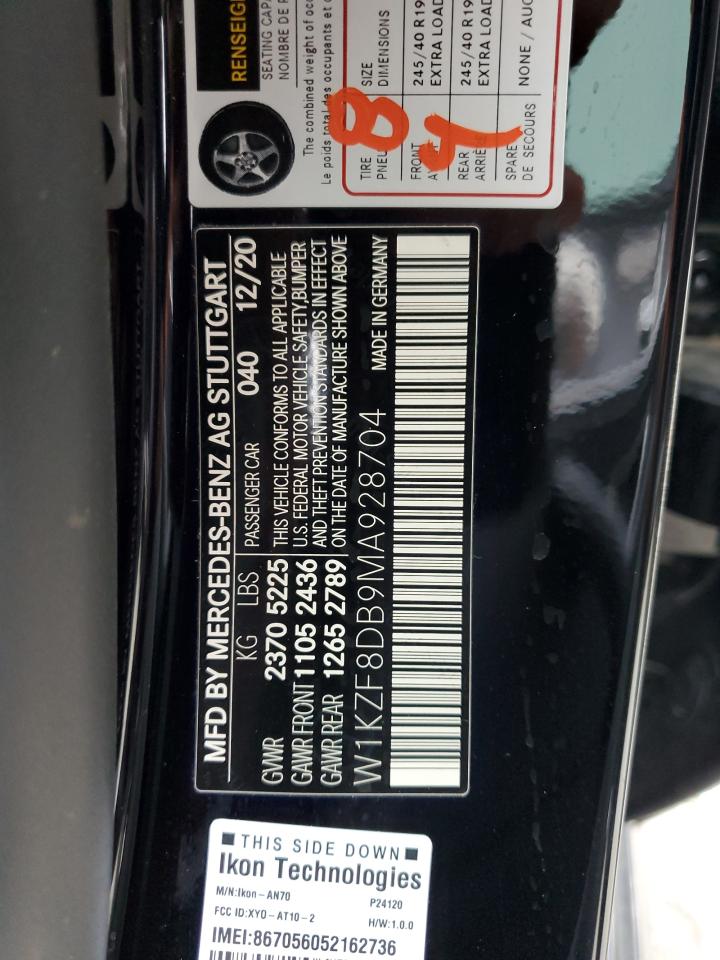 RENSEIG
SEATING CAP
NOMBRE DE P
The combined weight of occ
Le poids total des occupants et c
TIRE SIZE
PNEU DIMENSIONS
FRONT 245/40 R19
EXTRA LOAD
REAR 245/40 R19
ARRIÈ EXTRA LOAD
SPARE NONE / AUC
DE SECOURS
8
MFD BY MERCEDES-BENZ AG STUTTGART
KG LBS PASSENGER CAR 040 12/20
GVWR 2370 5225 THIS VEHICLE CONFORMS TO ALL APPLICABLE
GAWR FRONT 1105 2436 U.S. FEDERAL MOTOR VEHICLE SAFETY,BUMPER
GAWR REAR 1265 2789 AND THEFT PREVENTION STANDARDS IN EFFECT
ON THE DATE OF MANUFACTURE SHOWN ABOVE
W1KZF8DB9MA928704 MADE IN GERMANY
THIS SIDE DOWN
Ikon Technologies
M/N:Ikon-AN70 P24120
FCC ID:XYO-AT10-2 H/W:1.0.0
IMEI:867056052162736